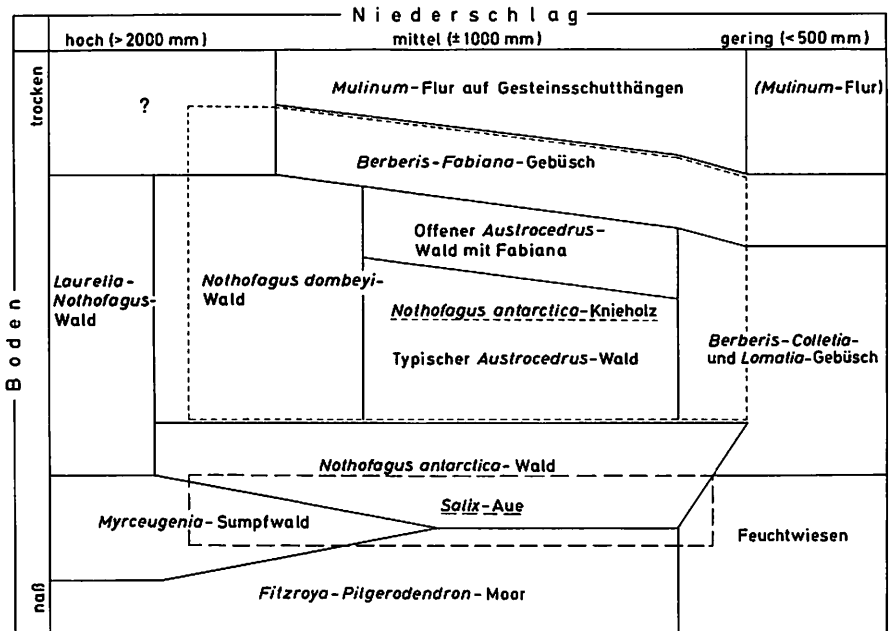 Niederschlag
hoch (> 2000 mm)
mittel (± 1000 mm)
gering (< 500 mm)
Boden
trocken
naß
?
Mulinum-Flur auf Gesteinsschutthängen
(Mulinum-Flur)
Berberis-Fabiana-Gebüsch
Offener Austrocedrus-
Wald mit Fabiana
Laurelia-
Nothofagus-
Wald
Nothofagus dombeyi-
Wald
Nothofagus antarctica-Knieholz
Typischer Austrocedrus-Wald
Berberis-Colletia-
und Lomatia-Gebüsch
Nothofagus antarctica-Wald
Salix-Aue
Myrceugenia-Sumpfwald
Feuchtwiesen
Fitzroya-Pilgerodendron-Moor